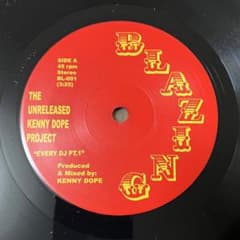 SIDE A
45 rpm
Stereo
BL-001
(3:25)
THE
UNRELEASED
KENNY DOPE
PROJECT
"EVERY DJ PT.1"
Produced
& Mixed by:
KENNY DOPE
BLAZING